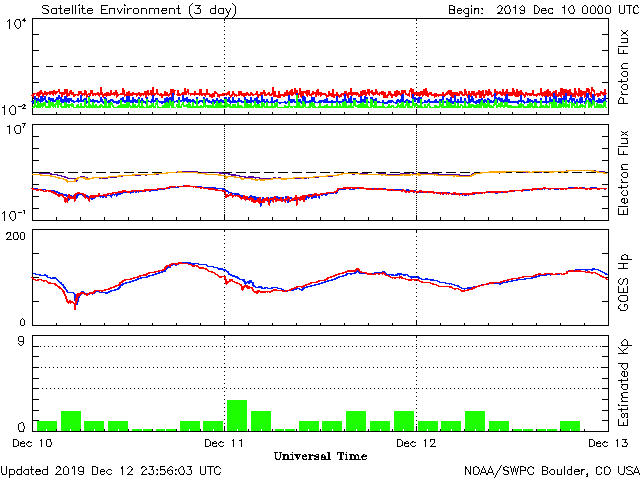 Satellite Environment (3 day)
Begin: 2019 Dec 10 0000 UTC
10^4
10^-2
Proton Flux
10^7
10^-1
Electron Flux
200
0
GOES Hp
9
0
Estimated Kp
Dec 10
Dec 11
Dec 12
Dec 13
Universal Time
Updated 2019 Dec 12 23:56:03 UTC
NOAA/SWPC Boulder, CO USA